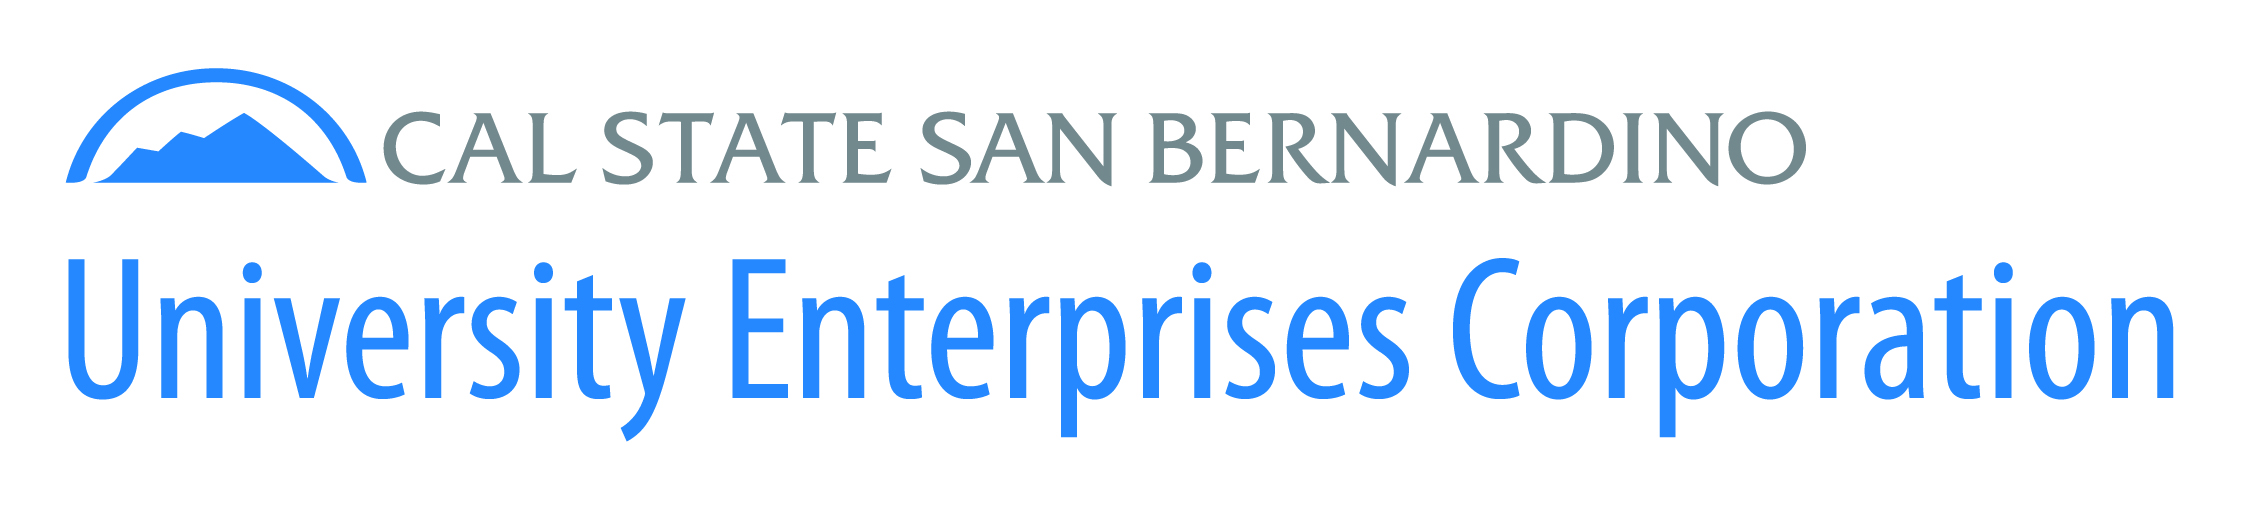 CAL STATE SAN BERNARDINO
University Enterprises Corporation